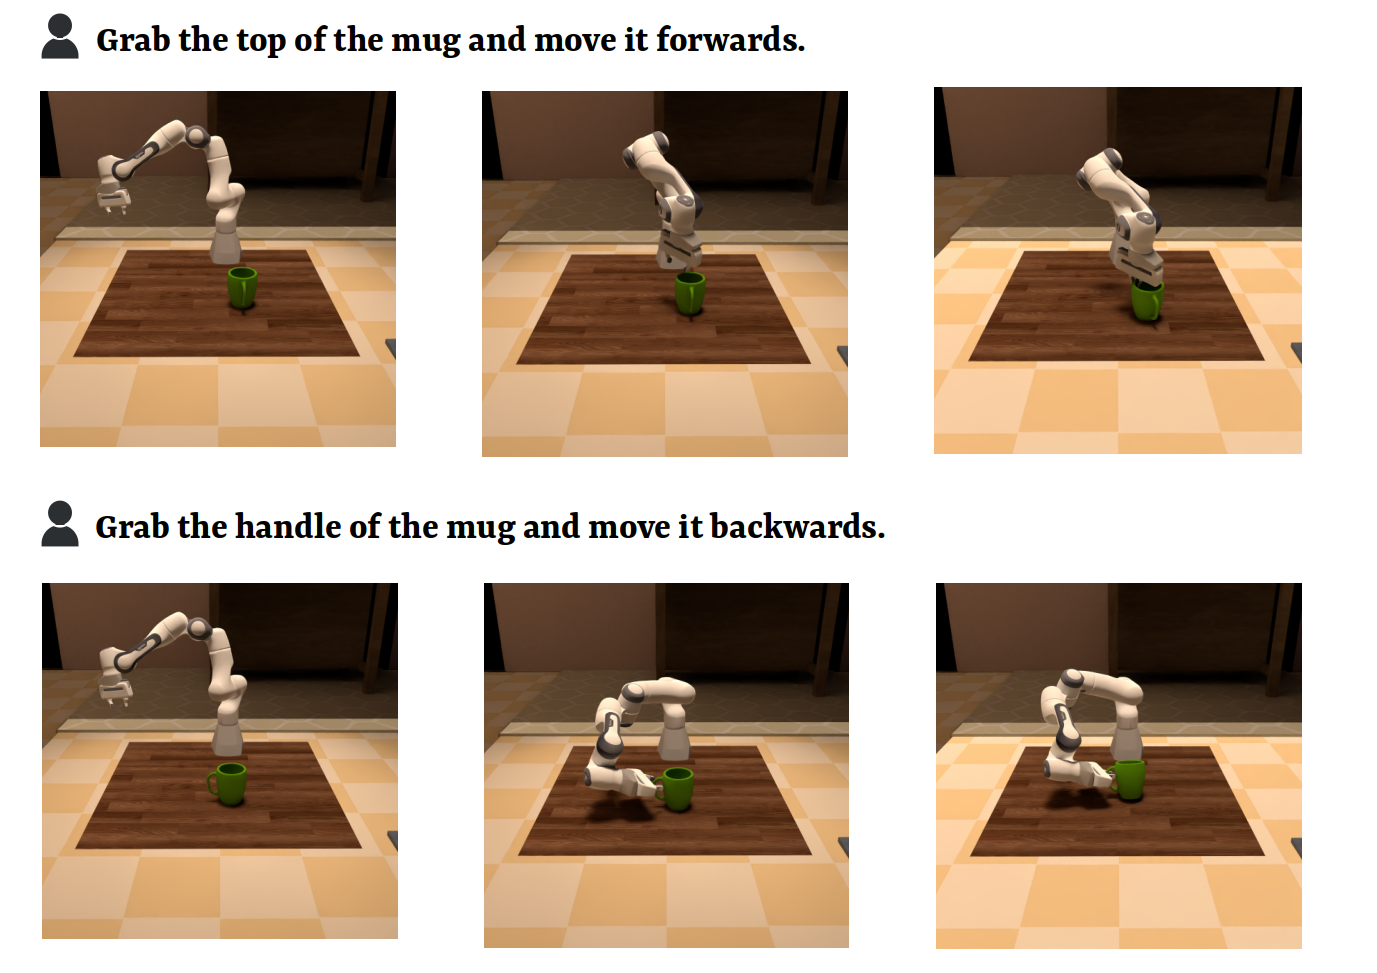 Grab the top of the mug and move it forwards.
Grab the handle of the mug and move it backwards.